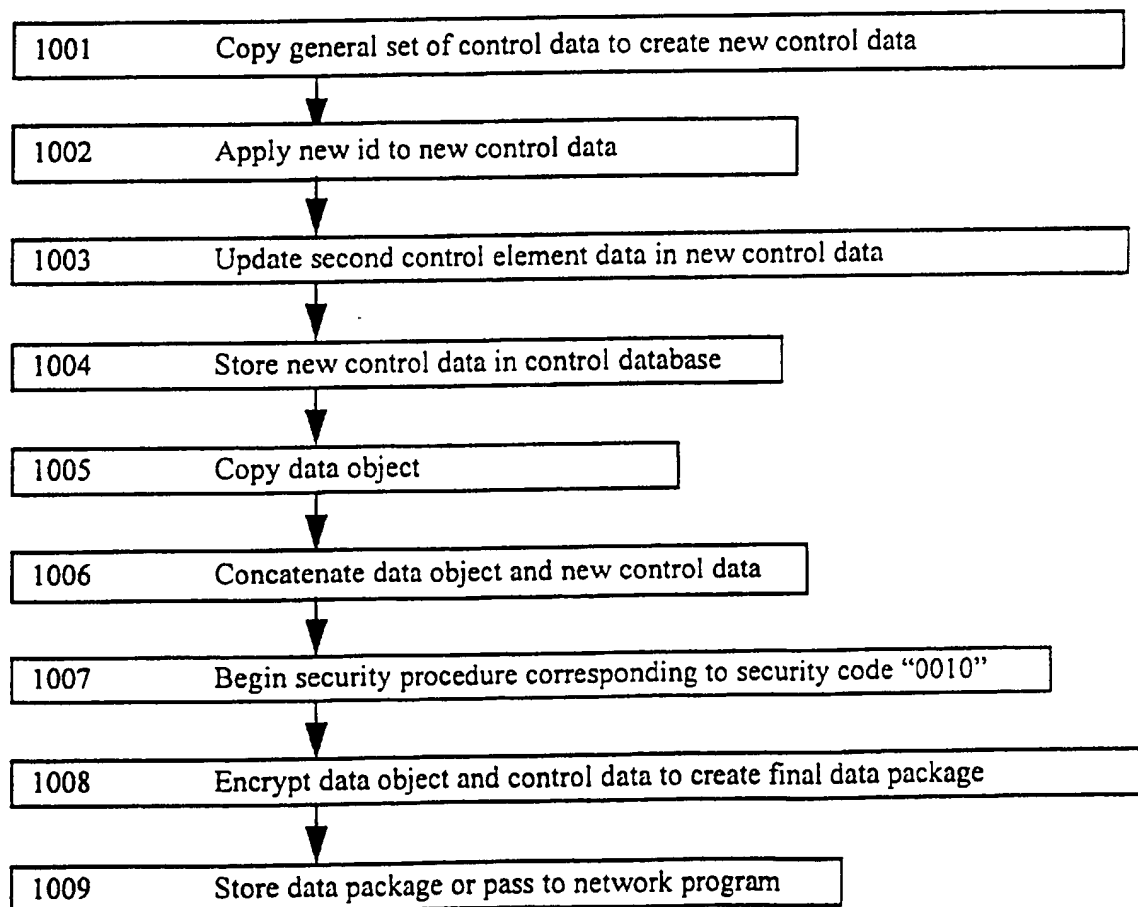 1001 Copy general set of control data to create new control data
1002 Apply new id to new control data
1003 Update second control element data in new control data
1004 Store new control data in control database
1005 Copy data object
1006 Concatenate data object and new control data
1007 Begin security procedure corresponding to security code “0010”
1008 Encrypt data object and control data to create final data package
1009 Store data package or pass to network program